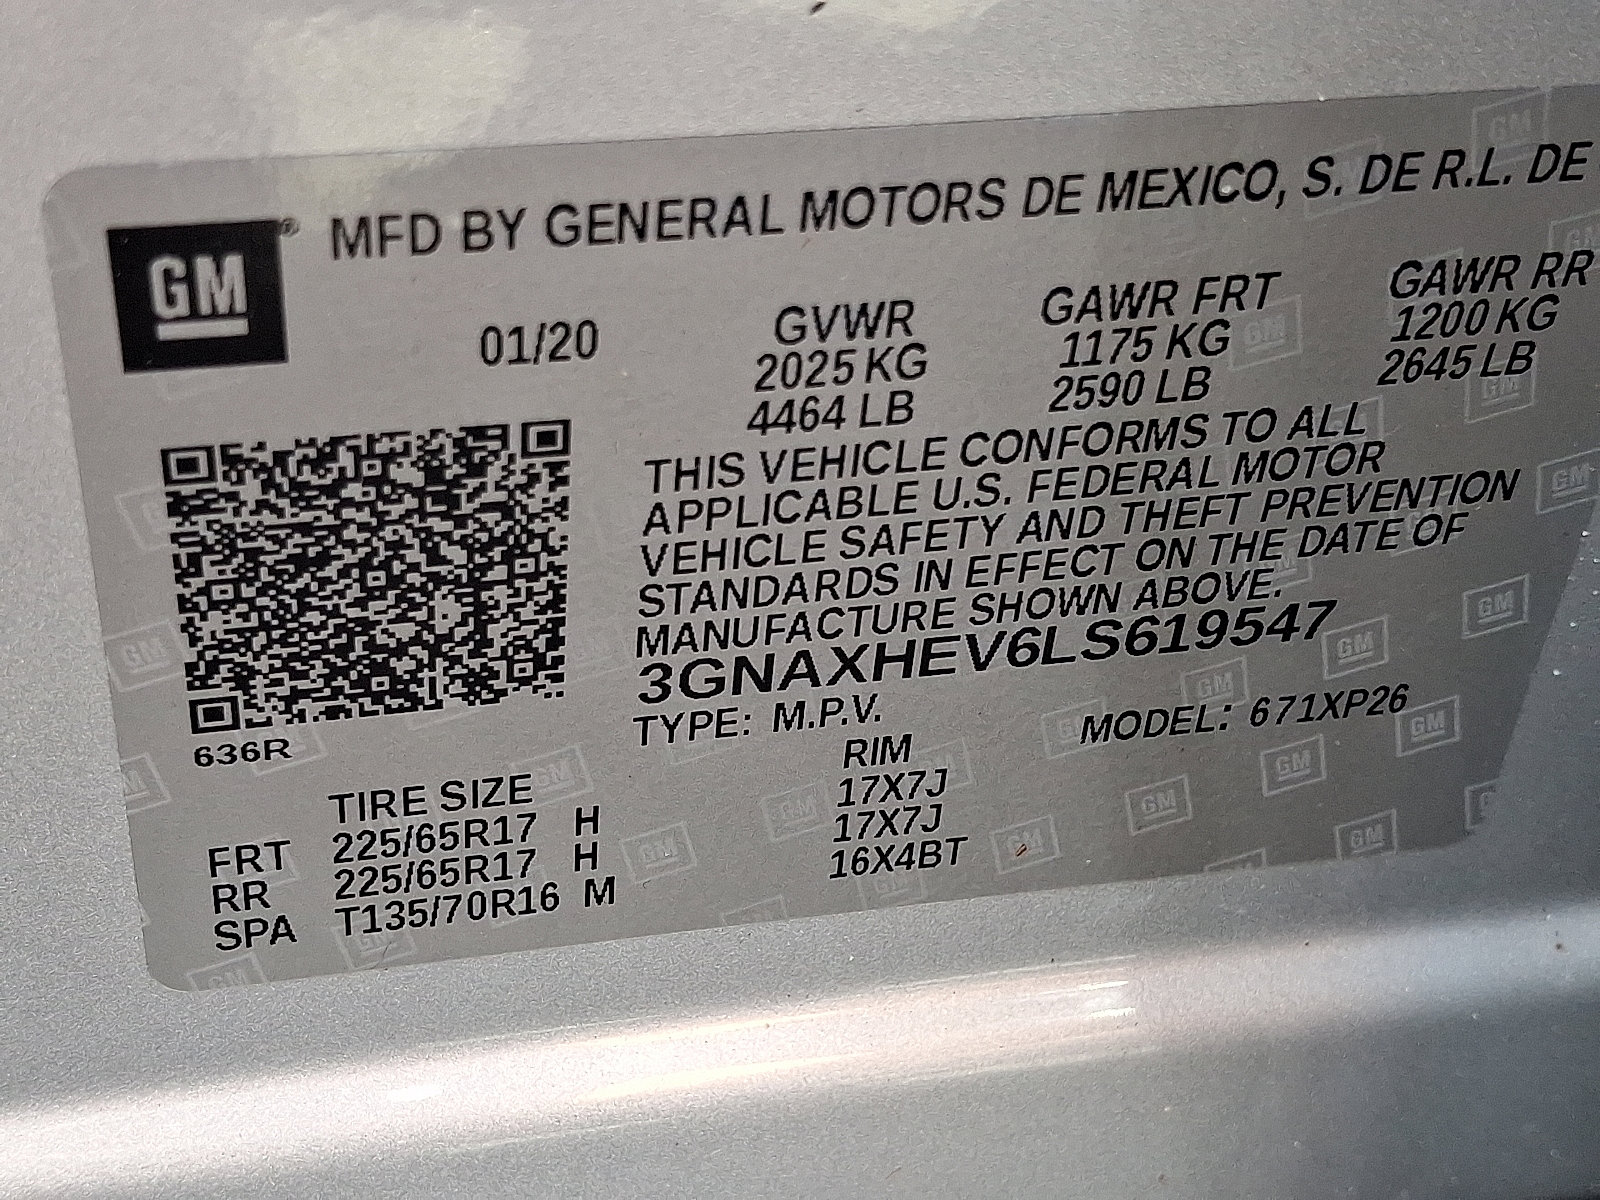 GM® MFD BY GENERAL MOTORS DE MEXICO, S. DE R.L. DE
01/20
GVWR GAWR FRT GAWR RR
2025 KG 1175 KG 1200 KG
4464 LB 2590 LB 2645 LB
THIS VEHICLE CONFORMS TO ALL
APPLICABLE U.S. FEDERAL MOTOR
VEHICLE SAFETY AND THEFT PREVENTION
STANDARDS IN EFFECT ON THE DATE OF
MANUFACTURE SHOWN ABOVE.
3GNAXHEV6LS619547
TYPE: M.P.V. MODEL: 671XP26
636R
TIRE SIZE RIM
FRT 225/65R17 H 17X7J
RR 225/65R17 H 17X7J
SPA T135/70R16 M 16X4BT